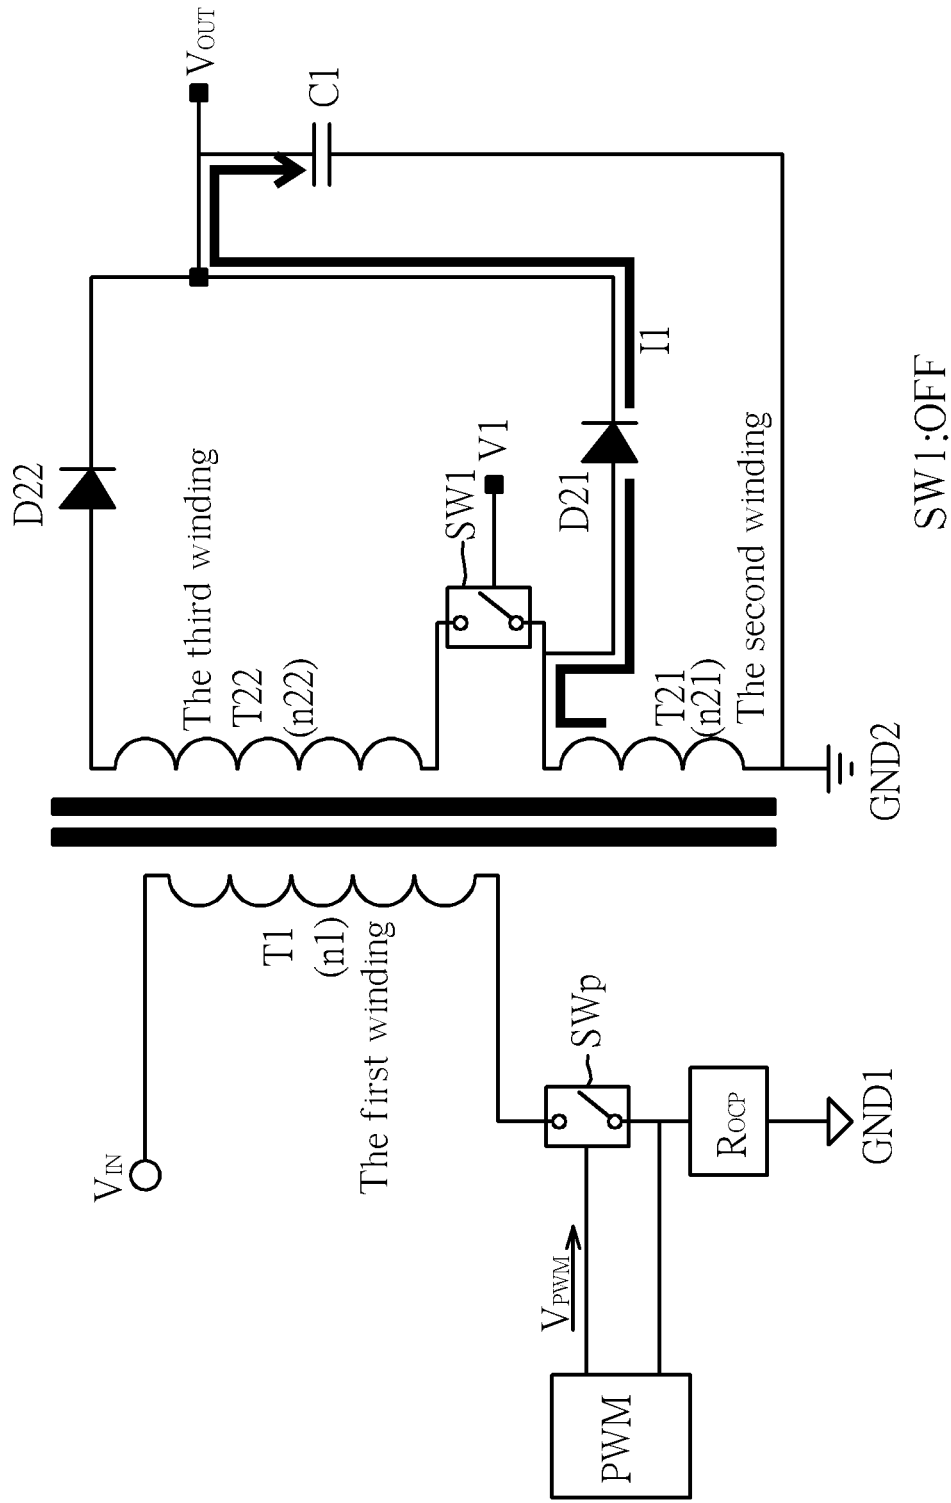 VIN
T1
(n1)
The first winding
PWM
VPWM
SWp
ROCP
GND1
D22
The third winding
T22
(n22)
SW1
V1
D21
I1
T21
(n21)
The second winding
GND2
VOUT
C1
SW1:OFF